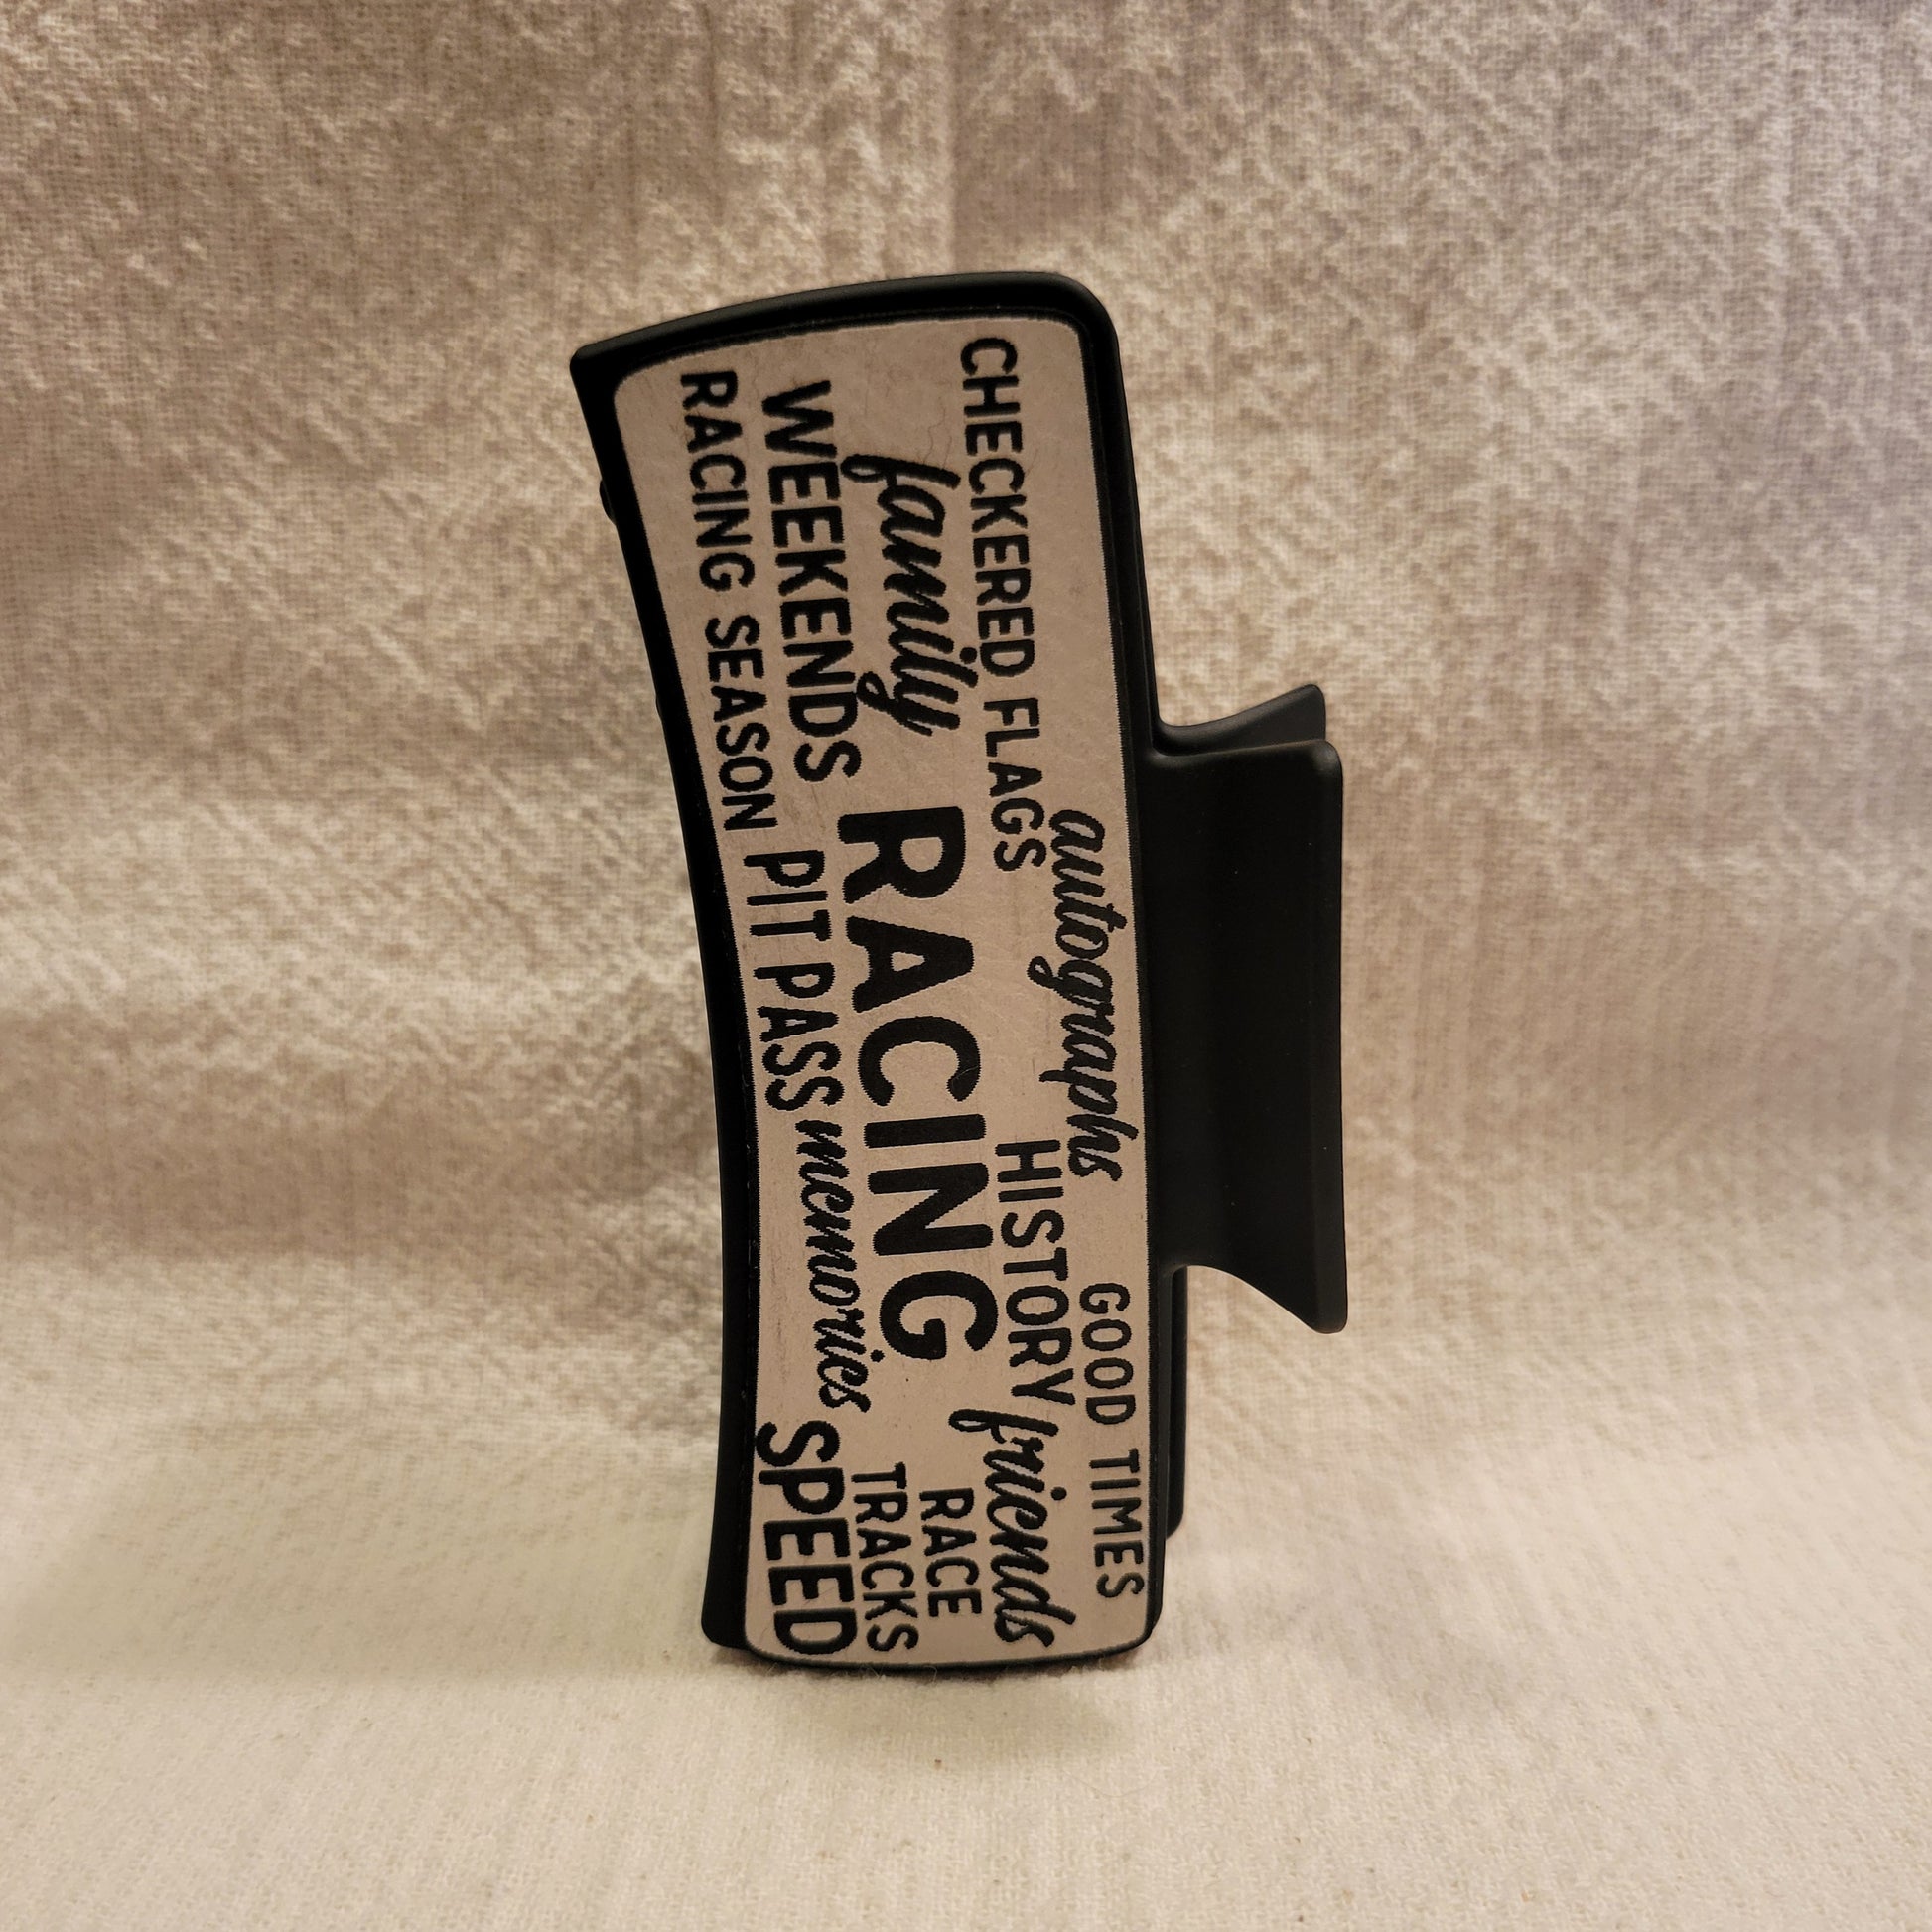 autographs
GOOD TIMES
CHECKERED FLAGS
HISTORY
friends
family
RACING
RACE
TRACKS
WEEKENDS
RACING SEASON
PIT PASS
memories
SPEED